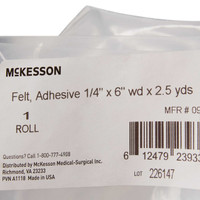 McKESSON
Felt, Adhesive 1/4" x 6" wd x 2.5 yds
MFR # 09
1
ROLL
Questions? Call 1-800-777-4908
Distributed by McKesson Medical-Surgical Inc.
Richmond, VA 23233
PVN A1118 Made in USA
6 12479 23933
LOT 226147